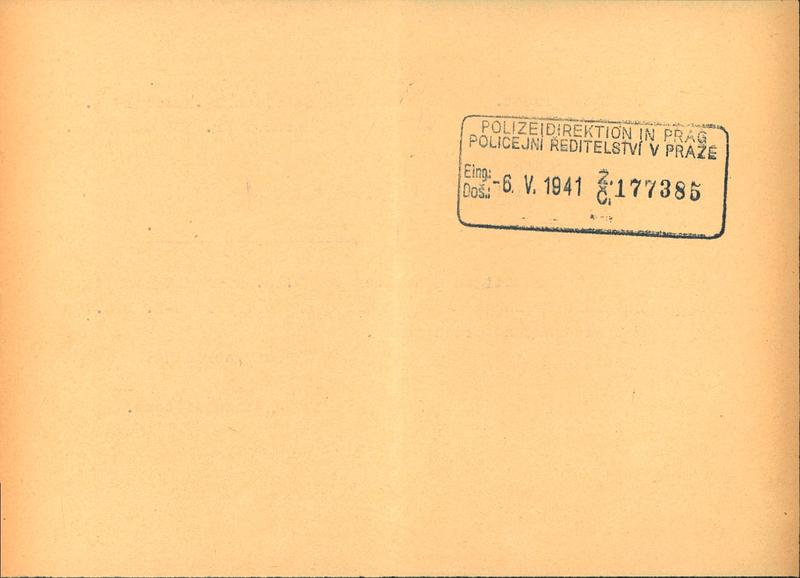 POLIZEIDIREKTION IN PRAG
POLICEJNÍ ŘEDITELSTVÍ V PRAZE
Eing: Z.
Doš.: -6. V. 1941 Č. 177385